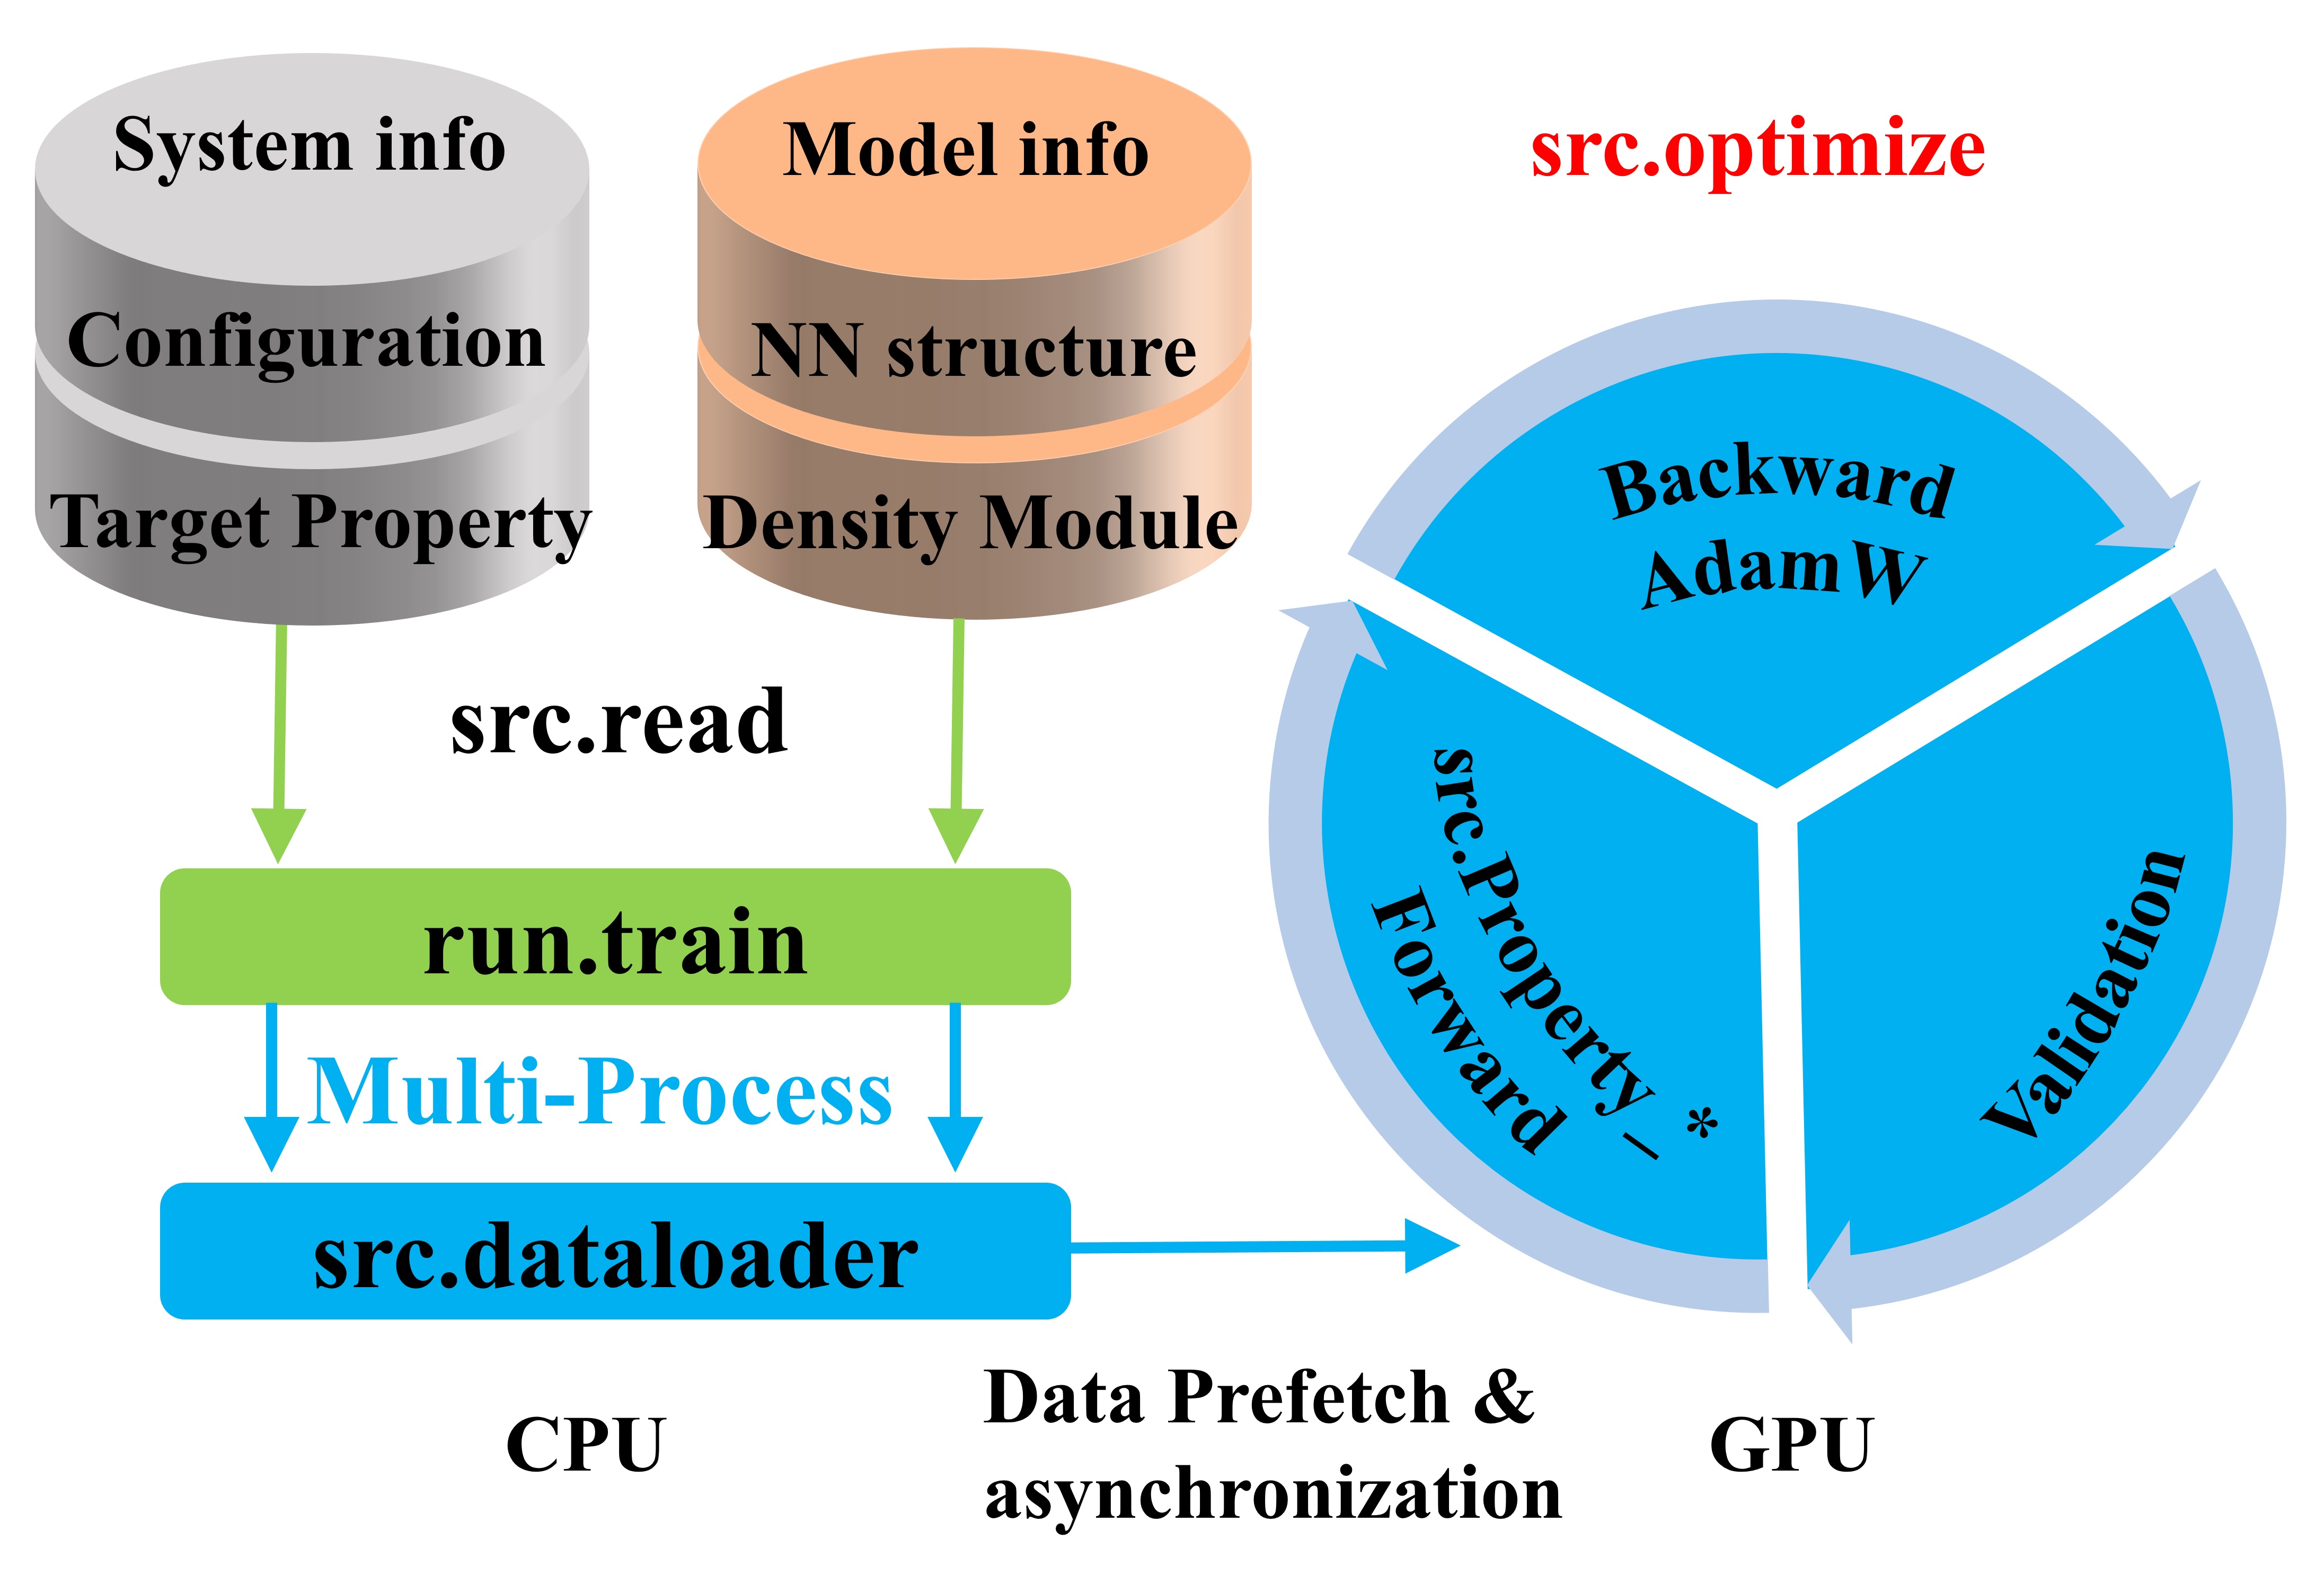 System info
Configuration
Target Property
Model info
NN structure
Density Module
src.read
run.train
Multi-Process
src.dataloader
CPU
Data Prefetch &
asynchronization
src.optimize
Backward
AdamW
src.Property_*
Forward
Validation
GPU